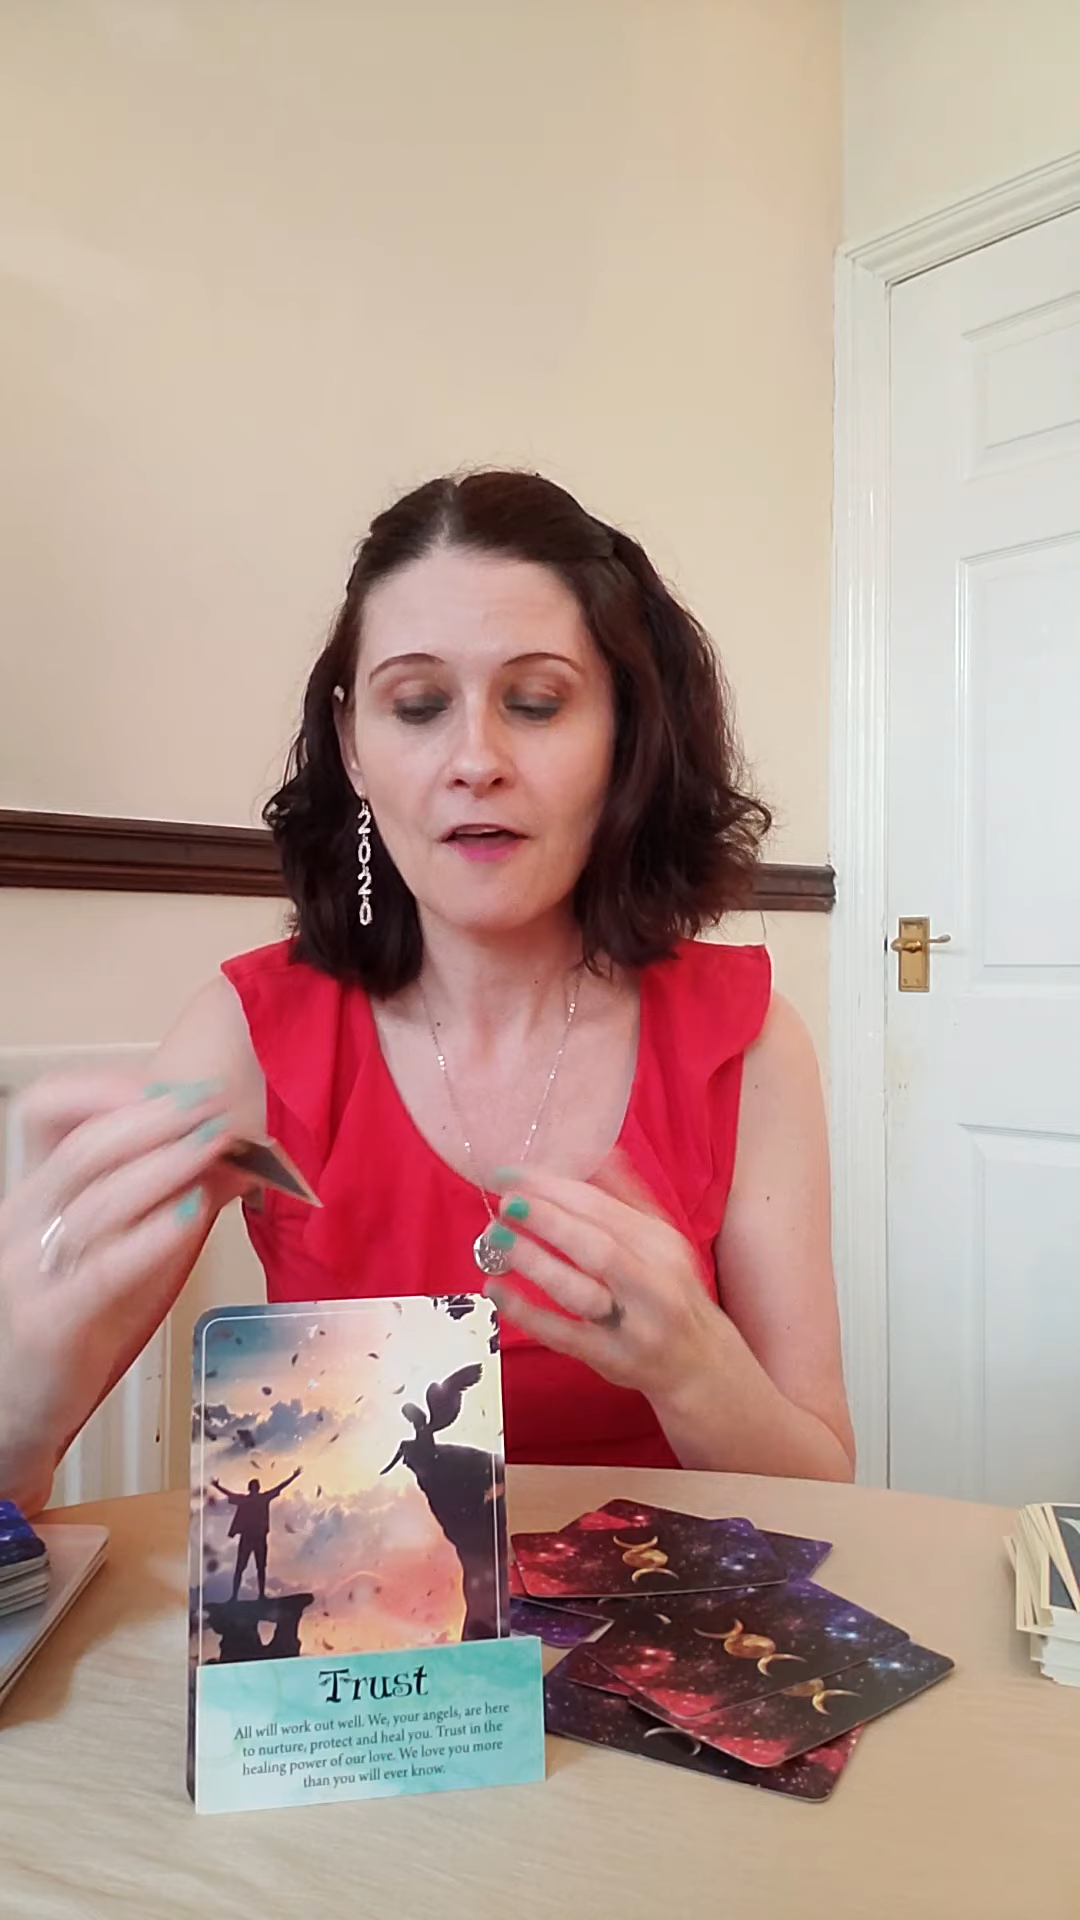 2020
Trust
All will work out well. We, your angels, are here
to nurture, protect and heal you. Trust in the
healing power of our love. We love you more
than you will ever know.